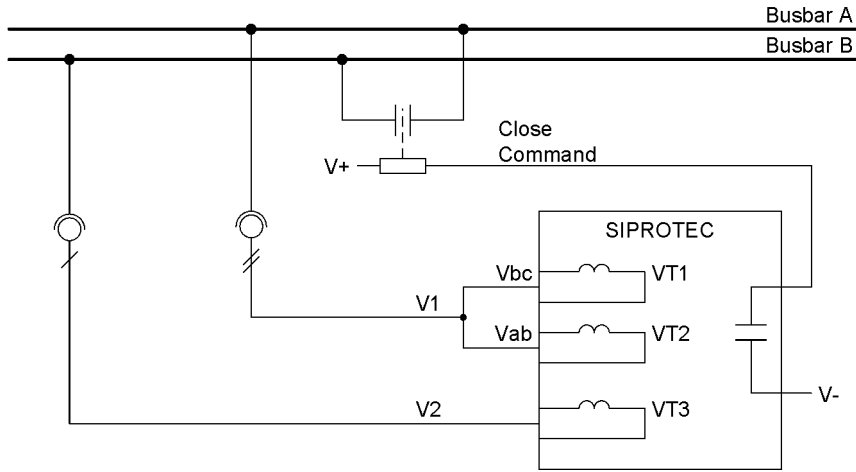 Busbar A
Busbar B
Close
Command
V+
SIPROTEC
Vbc
VT1
V1
Vab
VT2
V-
V2
VT3